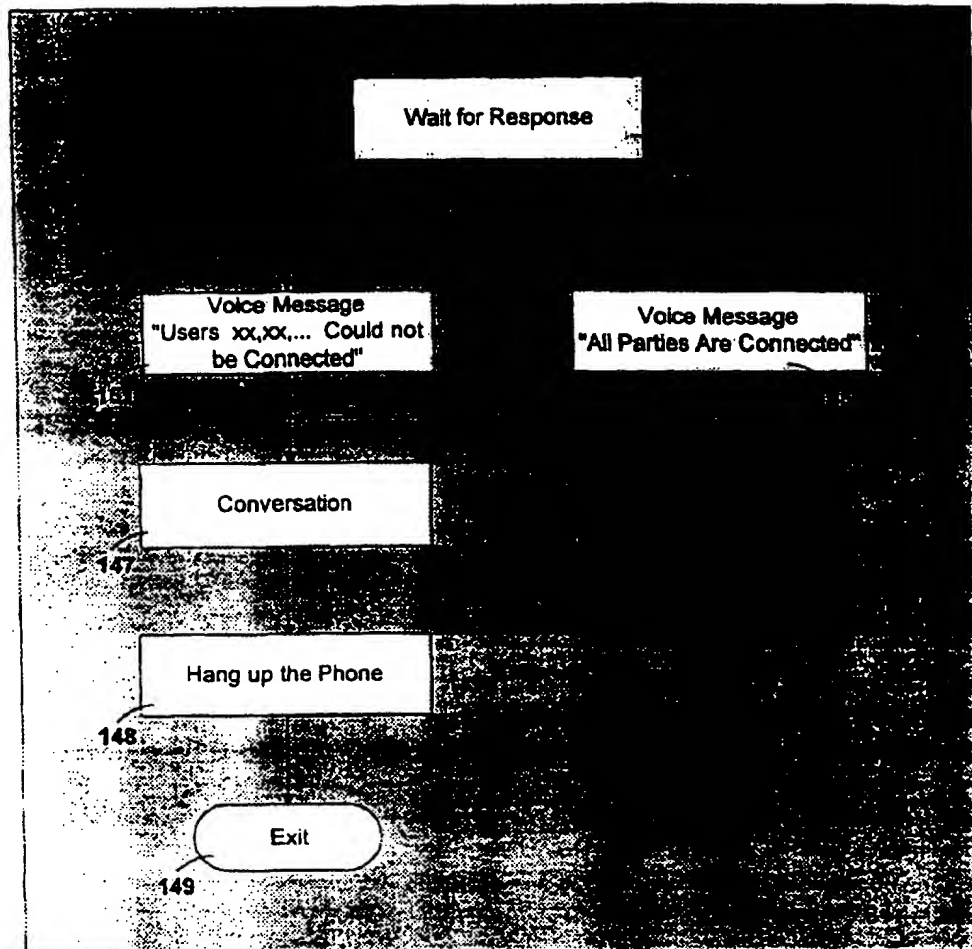 Wait for Response
Voice Message
"Users xx,xx,... Could not
be Connected"
Voice Message
"All Parties Are Connected"
Conversation
147
Hang up the Phone
148
Exit
149